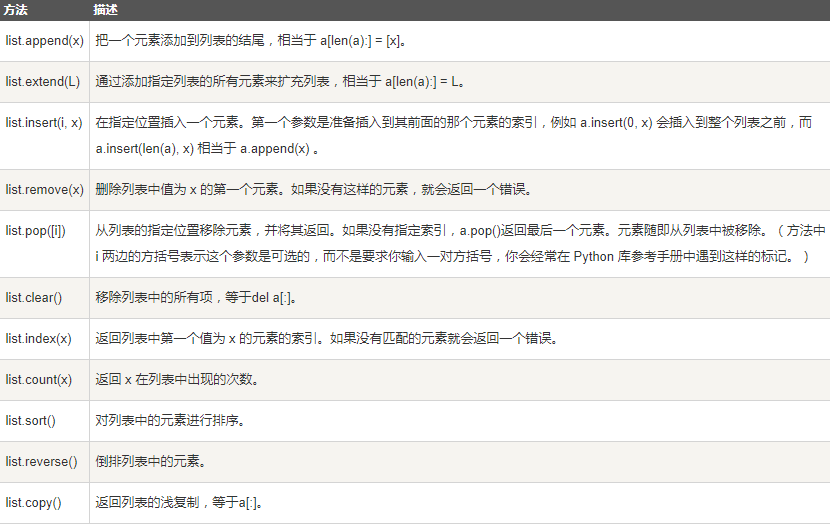 方法 描述
list.append(x) 把一个元素添加到列表的结尾，相当于 a[len(a):] = [x]。
list.extend(L) 通过添加指定列表的所有元素来扩充列表，相当于 a[len(a):] = L。
list.insert(i, x) 在指定位置插入一个元素。第一个参数是准备插入到其前面的那个元素的索引，例如 a.insert(0, x) 会插入到整个列表之前，而
a.insert(len(a), x) 相当于 a.append(x) 。
list.remove(x) 删除列表中值为 x 的第一个元素。如果没有这样的元素，就会返回一个错误。
list.pop([i]) 从列表的指定位置移除元素，并将其返回。如果没有指定索引，a.pop()返回最后一个元素。元素随即从列表中被移除。（方法中
i 两边的方括号表示这个参数是可选的，而不是要求你输入一对方括号，你会经常在 Python 库参考手册中遇到这样的标记。）
list.clear() 移除列表中的所有项，等于del a[:]。
list.index(x) 返回列表中第一个值为 x 的元素的索引。如果没有匹配的元素就会返回一个错误。
list.count(x) 返回 x 在列表中出现的次数。
list.sort() 对列表中的元素进行排序。
list.reverse() 倒排列表中的元素。
list.copy() 返回列表的浅复制，等于a[:]。